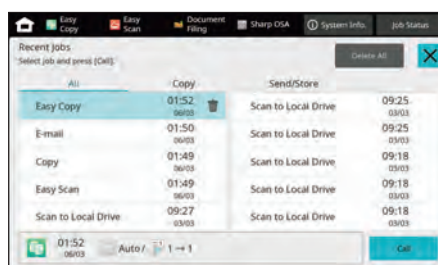 Easy Copy
Easy Scan
Document Filing
Sharp OSA
System Info.
Job Status
Recent Jobs
Select job and press [Call].
Delete All
All Copy Send/Store
Easy Copy 01:52 06/03 Scan to Local Drive 09:25 03/03
E-mail 01:50 06/03 Scan to Local Drive 09:25 03/03
Copy 01:49 06/03 Scan to Local Drive 09:18 03/03
Easy Scan 01:49 06/03 Scan to Local Drive 09:18 03/03
Scan to Local Drive 09:27 03/03 Scan to Local Drive 09:18 03/03
01:52 06/03 Auto / 1→1 Call